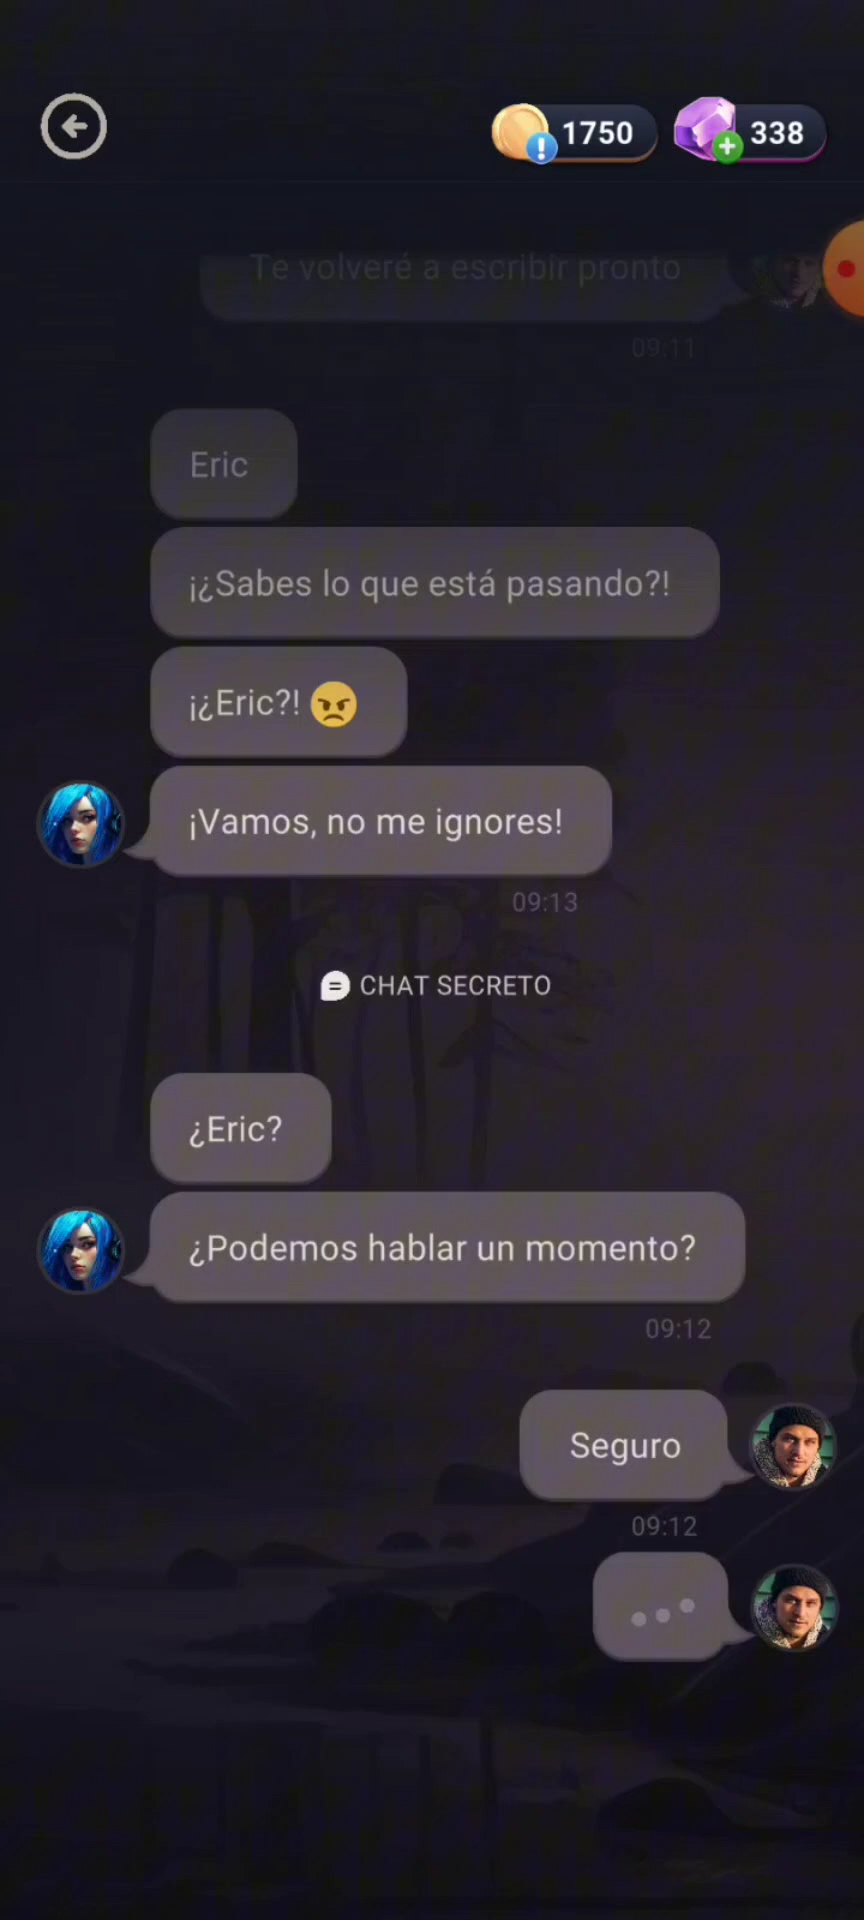 1750
338
Te volveré a escribir pronto
09:11
Eric
¡¿Sabes lo que está pasando?!
¡¿Eric?! 😠
¡Vamos, no me ignores!
09:13
CHAT SECRETO
¿Eric?
¿Podemos hablar un momento?
09:12
Seguro
09:12